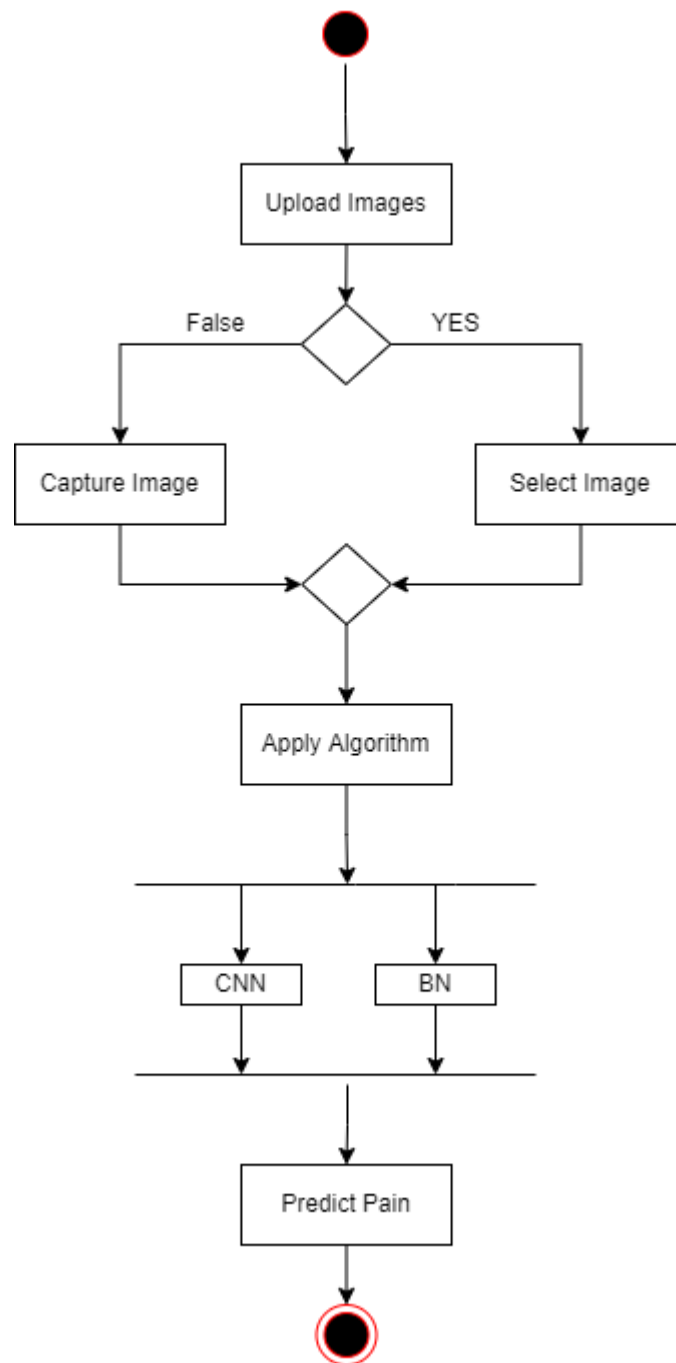 Upload Images
False
YES
Capture Image
Select Image
Apply Algorithm
CNN
BN
Predict Pain